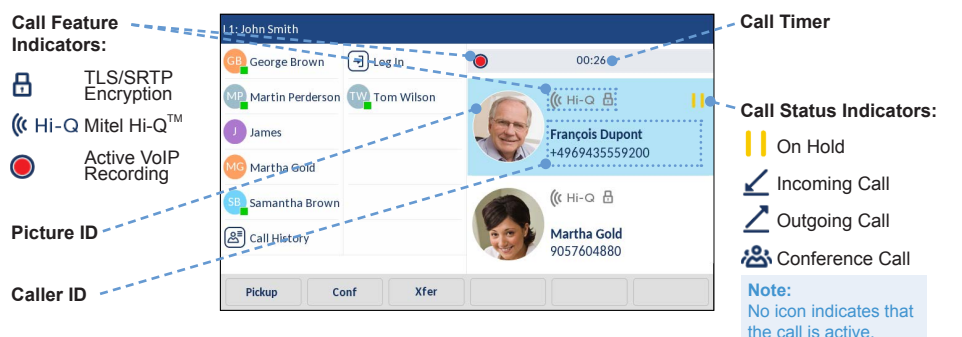 Call Feature
Indicators:
TLS/SRTP
Encryption
Hi-Q Mitel Hi-Q™
Active VoIP
Recording
Picture ID
Caller ID
L1: John Smith
GB George Brown
Log In
MP Martin Perderson
TW Tom Wilson
J James
MG Martha Gold
SB Samantha Brown
Call History
00:26
Hi-Q
François Dupont
+4969435559200
Hi-Q
Martha Gold
9057604880
Pickup
Conf
Xfer
Call Timer
Call Status Indicators:
On Hold
Incoming Call
Outgoing Call
Conference Call
Note:
No icon indicates that
the call is active.